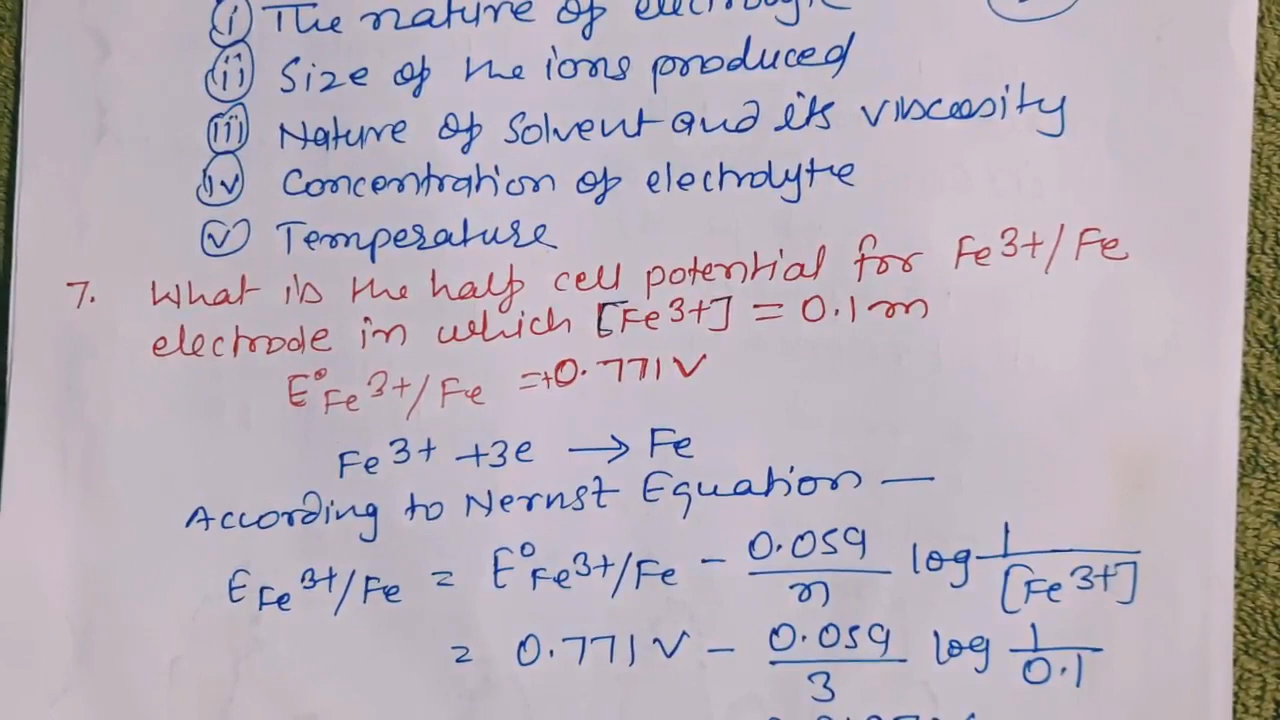 (i) The nature of electrolyte
(ii) Size of the ions produced
(iii) Nature of solvent and its viscosity
(iv) Concentration of electrolyte
(v) Temperature
7. What is the half cell potential for Fe3+/Fe
electrode in which [Fe3+] = 0.1 m
E°Fe3+/Fe = +0.771V
Fe3+ +3e → Fe
According to Nernst Equation —
EFe3+/Fe = E°Fe3+/Fe - 0.059/n log 1/[Fe3+]
= 0.771V - 0.059/3 log 1/0.1